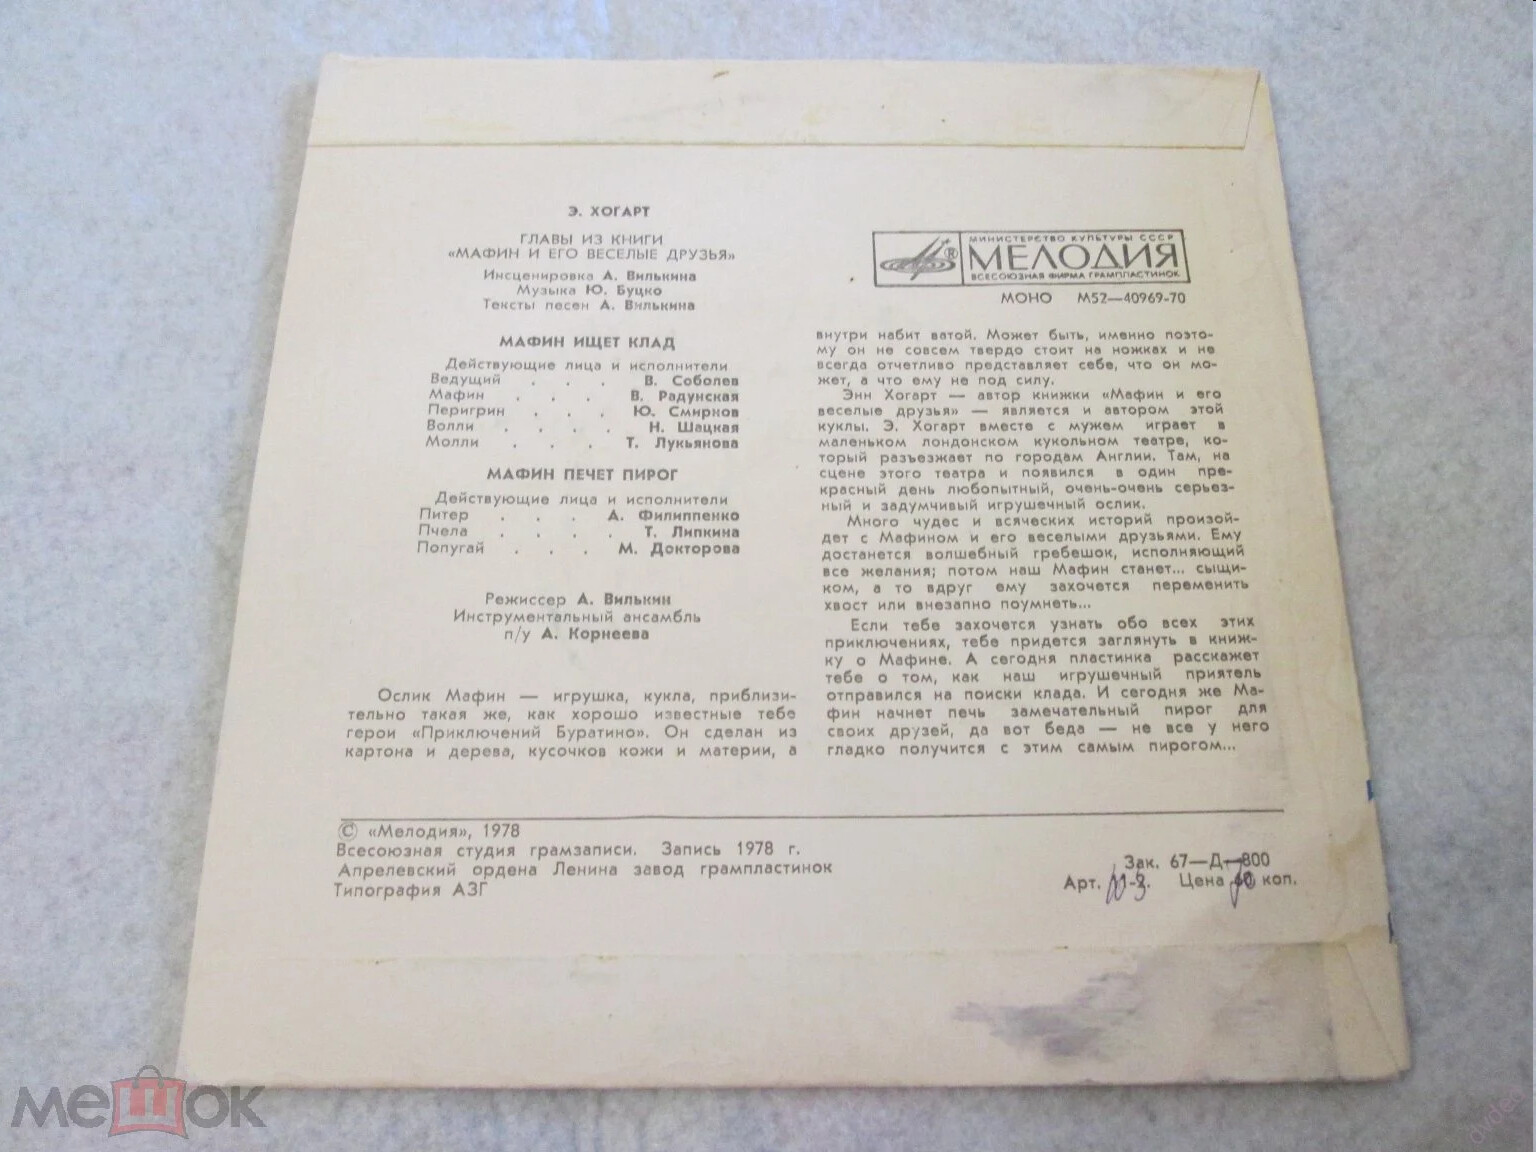 Э. ХОГАРТ
ГЛАВЫ ИЗ КНИГИ
«МАФИН И ЕГО ВЕСЕЛЫЕ ДРУЗЬЯ»
Инсценировка А. Вилькина
Музыка Ю. Буцко
Тексты песен А. Вилькина
МАФИН ИЩЕТ КЛАД
Действующие лица и исполнители
Ведущий . . . В. Соболев
Мафин . . . В. Радунская
Перигрин . . . Ю. Смирнов
Волли . . . . Н. Шацкая
Молли . . . Т. Лукьянова
МАФИН ПЕЧЕТ ПИРОГ
Действующие лица и исполнители
Питер . . . А. Филиппенко
Пчела . . . . Т. Липкина
Попугай . . . М. Докторова
Режиссер А. Вилькин
Инструментальный ансамбль
п/у А. Корнеева
Ослик Мафин — игрушка, кукла, приблизи-
тельно такая же, как хорошо известные тебе
герои «Приключений Буратино». Он сделан из
картона и дерева, кусочков кожи и материи, а
МИНИСТЕРСТВО КУЛЬТУРЫ СССР
® МЕЛОДИЯ
ВСЕСОЮЗНАЯ ФИРМА ГРАМПЛАСТИНОК
МОНО М52—40969-70
внутри набит ватой. Может быть, именно поэто-
му он не совсем твердо стоит на ножках и не
всегда отчетливо представляет себе, что он мо-
жет, а что ему не под силу.
Энн Хогарт — автор книжки «Мафин и его
веселые друзья» — является и автором этой
куклы. Э. Хогарт вместе с мужем играет в
маленьком лондонском кукольном театре, ко-
торый разъезжает по городам Англии. Там, на
сцене этого театра и появился в один пре-
красный день любопытный, очень-очень серьез-
ный и задумчивый игрушечный ослик.
Много чудес и всяческих историй произой-
дет с Мафином и его веселыми друзьями. Ему
достанется волшебный гребешок, исполняющий
все желания; потом наш Мафин станет... сыщи-
ком, а то вдруг ему захочется переменить
хвост или внезапно поумнеть...
Если тебе захочется узнать обо всех этих
приключениях, тебе придется заглянуть в книж-
ку о Мафине. А сегодня пластинка расскажет
тебе о том, как наш игрушечный приятель
отправился на поиски клада. И сегодня же Ма-
фин начнет печь замечательный пирог для
своих друзей, да вот беда — не все у него
гладко получится с этим самым пирогом...
© «Мелодия», 1978
Всесоюзная студия грамзаписи. Запись 1978 г.
Апрелевский ордена Ленина завод грампластинок
Типография АЗГ
Зак. 67—Д—800
Арт. Цена коп.
мешок